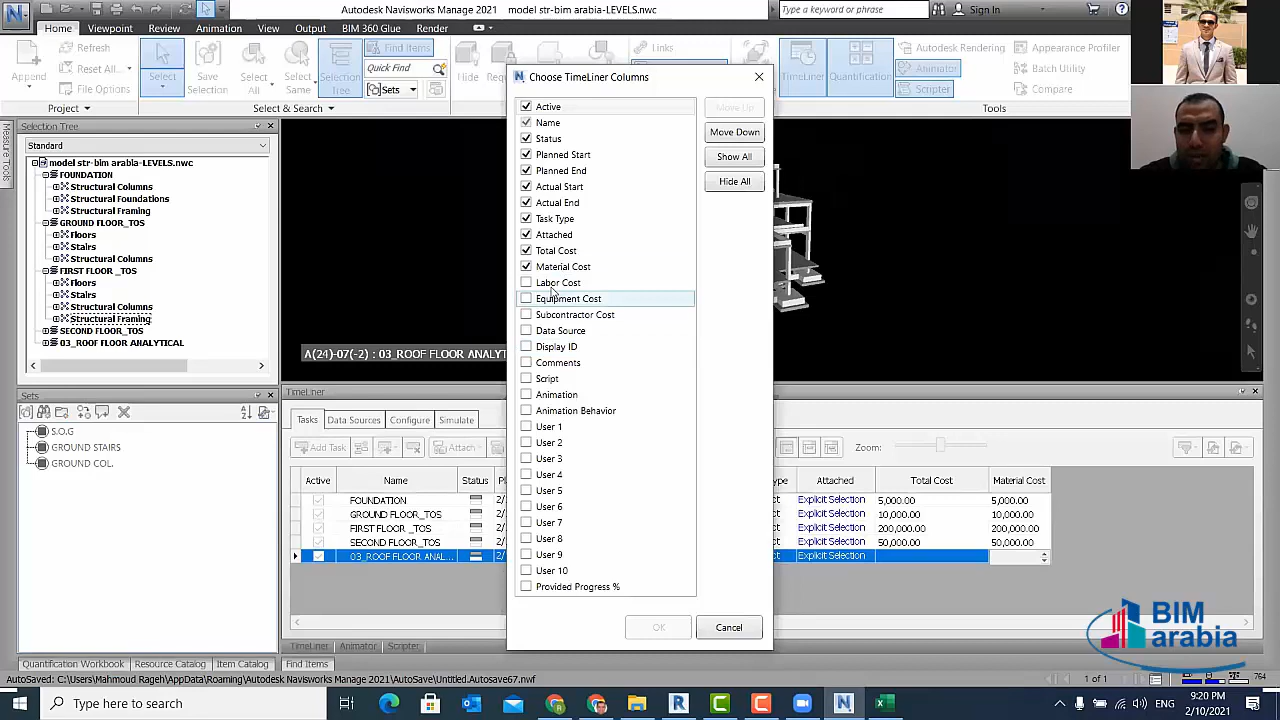 Autodesk Navisworks Manage 2021 model str-bim arabia-LEVELS.nwc
Type a keyword or phrase
Sign In
Home Viewpoint Review Animation View Output BIM 360 Glue Render
Append
Refresh
Reset All...
File Options
Project
Select
Save Selection
Select All
Select Same
Selection Tree
Find Items
Quick Find
Sets
Select & Search
Hide
Links
TimeLiner
Quantification
Autodesk Rendering
Animator
Scripter
Appearance Profiler
Batch Utility
Compare
Tools
Measure Tools
Selection Tree
Standard
model str-bim arabia-LEVELS.nwc
FOUNDATION
Structural Columns
Structural Foundations
Structural Framing
GROUND FLOOR_TOS
Floors
Stairs
Structural Columns
FIRST FLOOR _TOS
Floors
Stairs
Structural Columns
Structural Framing
SECOND FLOOR_TOS
03_ROOF FLOOR ANALYTICAL
Sets
S.O.G
GROUND STAIRS
GROUND COL.
A(24)-07(-2) : 03_ROOF FLOOR ANALYT
Choose TimeLiner Columns
Active
Name
Status
Planned Start
Planned End
Actual Start
Actual End
Task Type
Attached
Total Cost
Material Cost
Labor Cost
Equipment Cost
Subcontractor Cost
Data Source
Display ID
Comments
Script
Animation
Animation Behavior
User 1
User 2
User 3
User 4
User 5
User 6
User 7
User 8
User 9
User 10
Provided Progress %
Move Up
Move Down
Show All
Hide All
OK Cancel
TimeLiner
Tasks Data Sources Configure Simulate
Add Task
Attach
Zoom:
Active Name Status Attached Total Cost Material Cost
FOUNDATION 2/ Explicit Selection 5,000.00 5,000.00
GROUND FLOOR_TOS 2/ Explicit Selection 10,000.00 10,000.00
FIRST FLOOR _TOS 2/ Explicit Selection 200,000.00 200,000.00
SECOND FLOOR_TOS 2/ Explicit Selection 50,000.00 50,000.00
03_ROOF FLOOR ANAL... 2/ Explicit Selection
TimeLiner Animator Scripter
Quantification Workbook Resource Catalog Item Catalog Find Items
AutoSaved: C:\Users\Mahmoud Rageh\AppData\Roaming\Autodesk Navisworks Manage 2021\AutoSave\Untitled.Autosave67.nwf
1 of 1
764
BIM
arabia
Type here to search
ENG
9:20 PM
2/10/2021